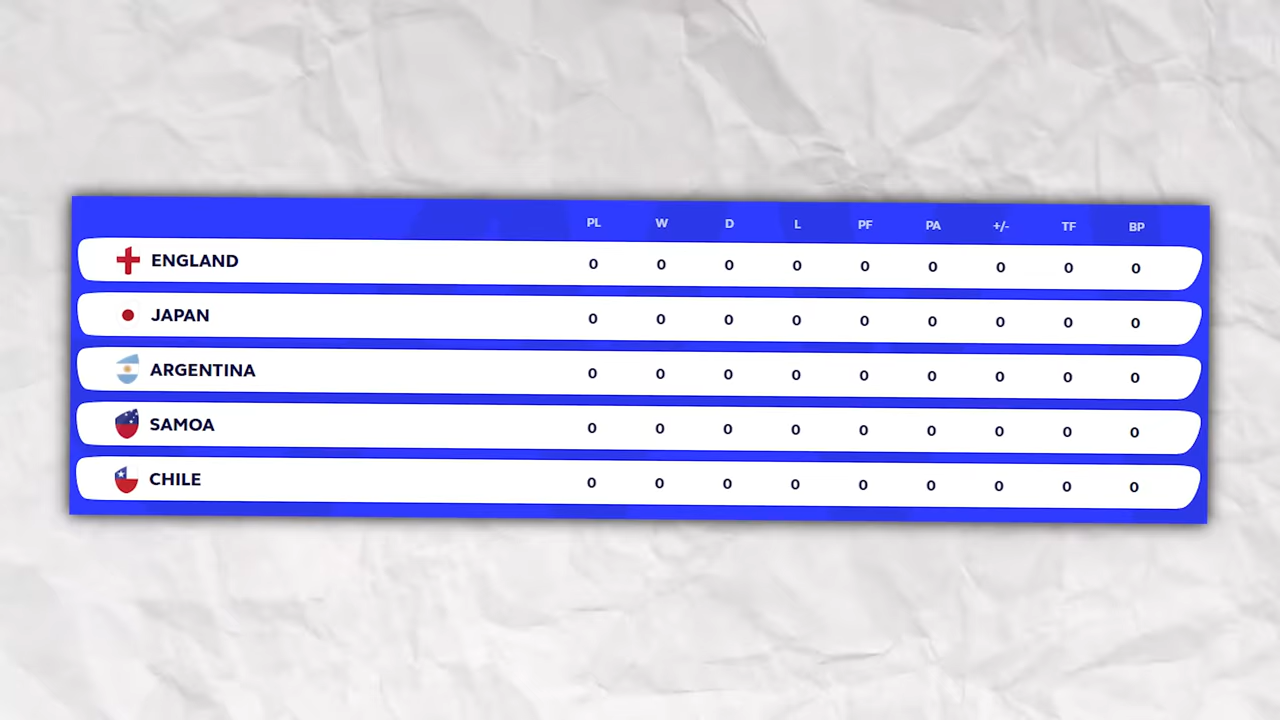 PL W D L PF PA +/- TF BP
ENGLAND 0 0 0 0 0 0 0 0 0
JAPAN 0 0 0 0 0 0 0 0 0
ARGENTINA 0 0 0 0 0 0 0 0 0
SAMOA 0 0 0 0 0 0 0 0 0
CHILE 0 0 0 0 0 0 0 0 0